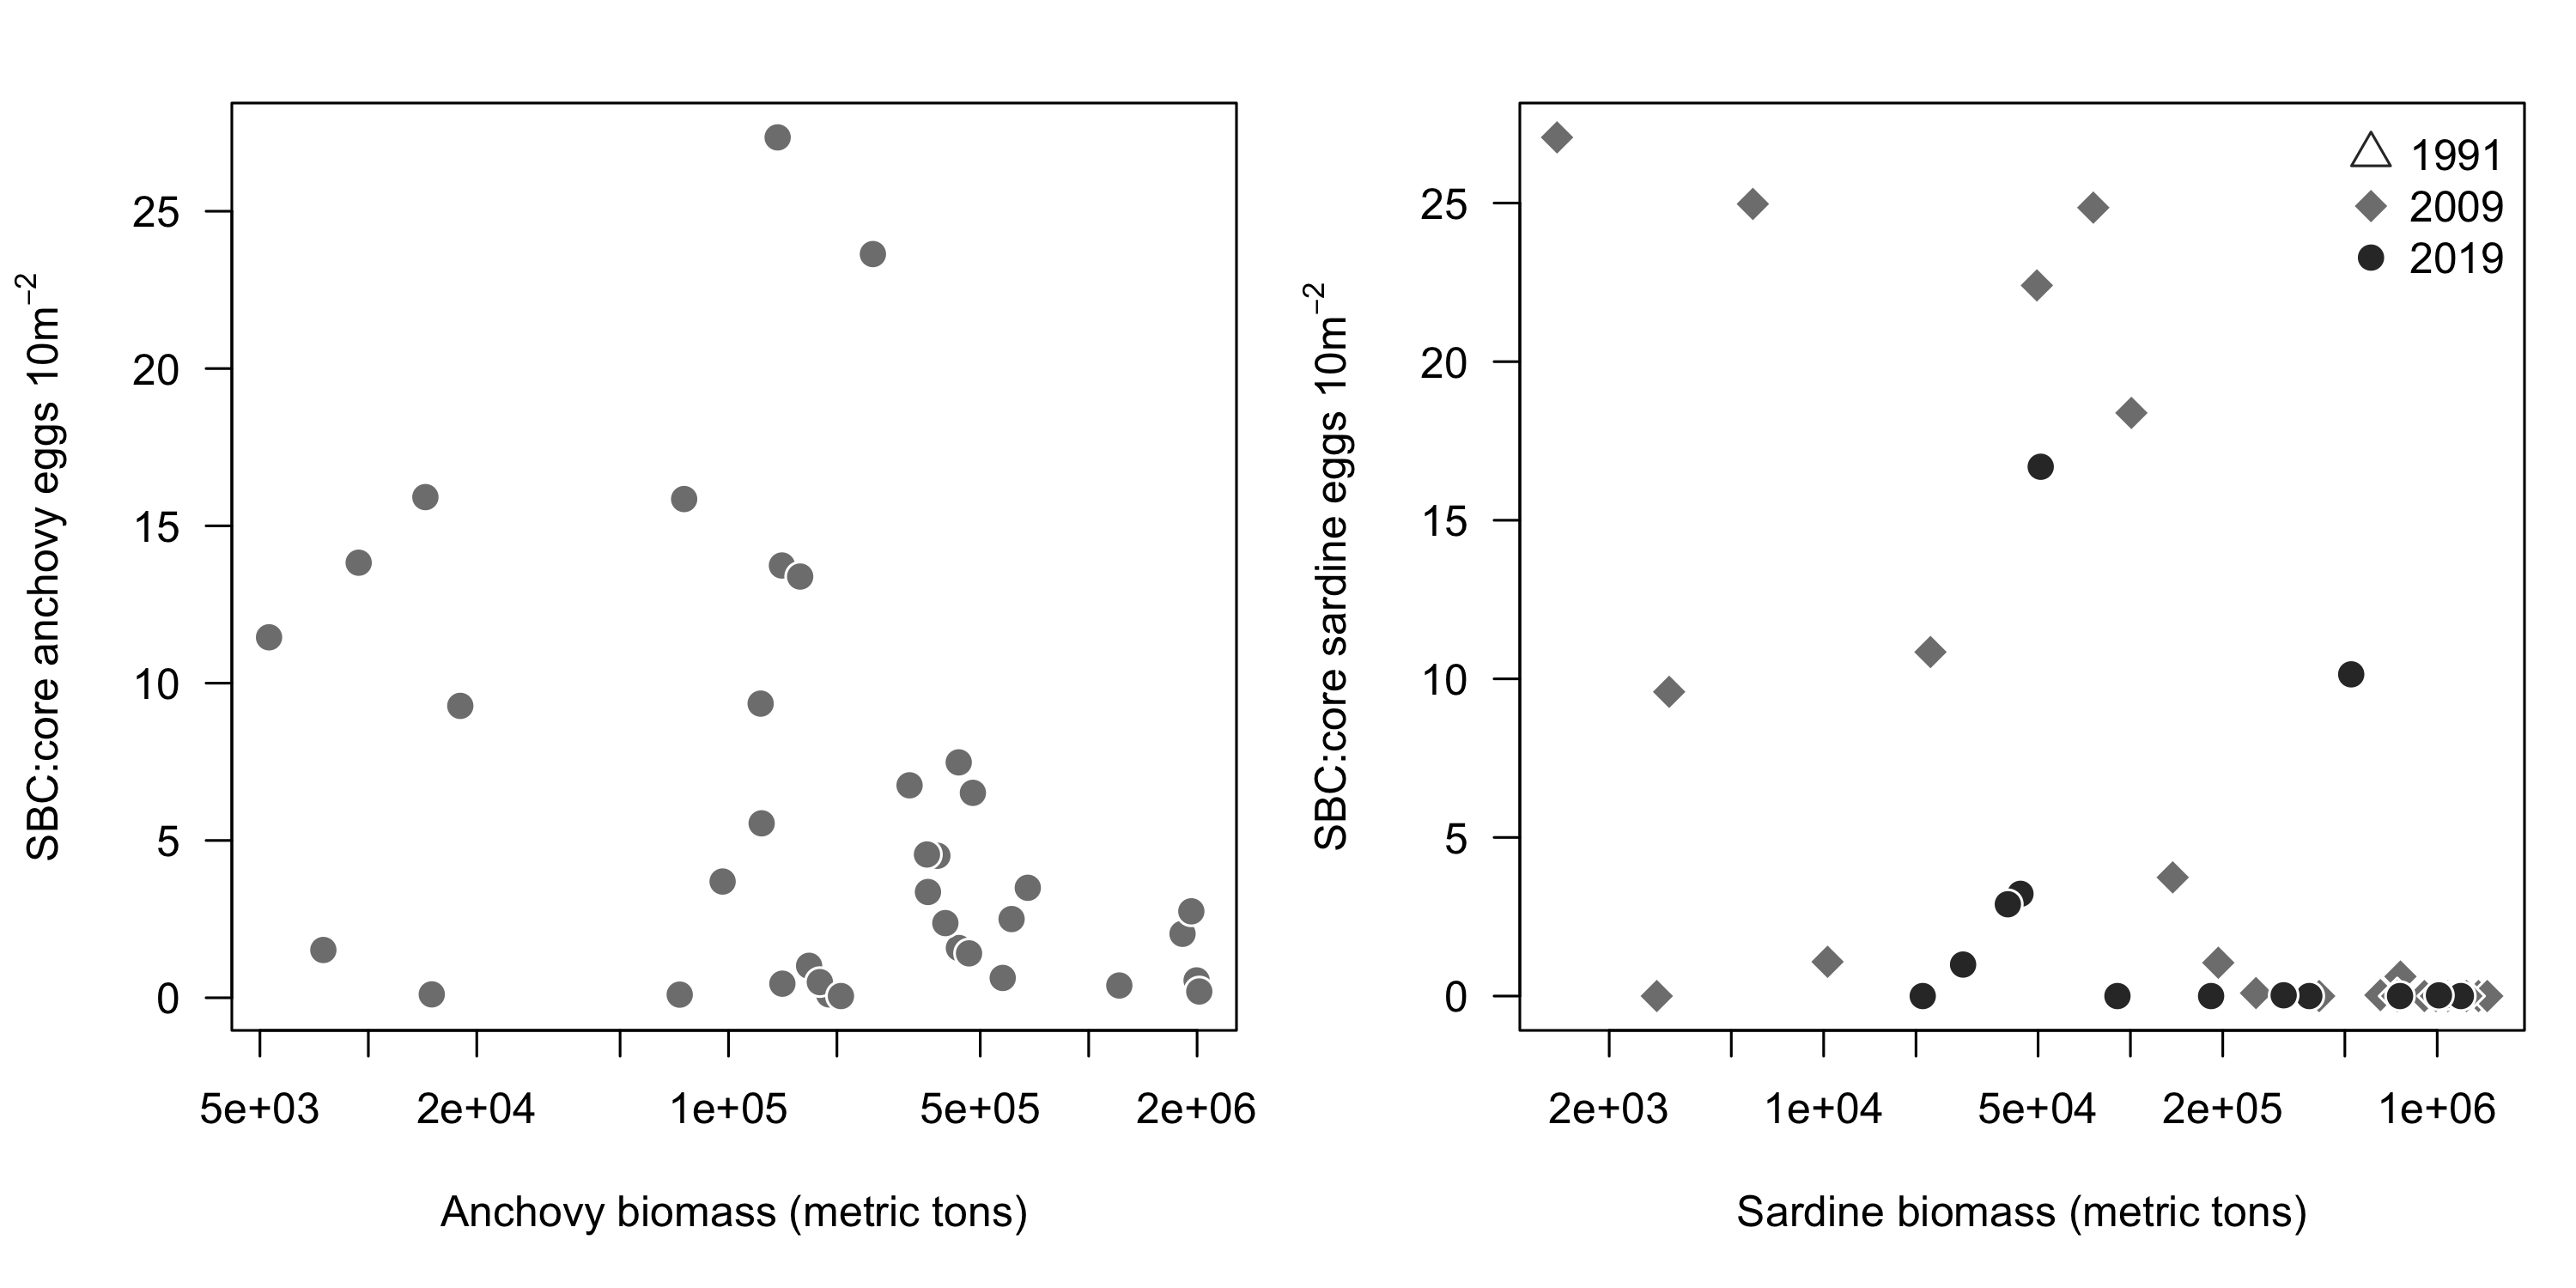 SBC:core anchovy eggs 10m−2
25
20
15
10
5
0
5e+03 2e+04 1e+05 5e+05 2e+06
Anchovy biomass (metric tons)
SBC:core sardine eggs 10m−2
25
20
15
10
5
0
1991
2009
2019
2e+03 1e+04 5e+04 2e+05 1e+06
Sardine biomass (metric tons)